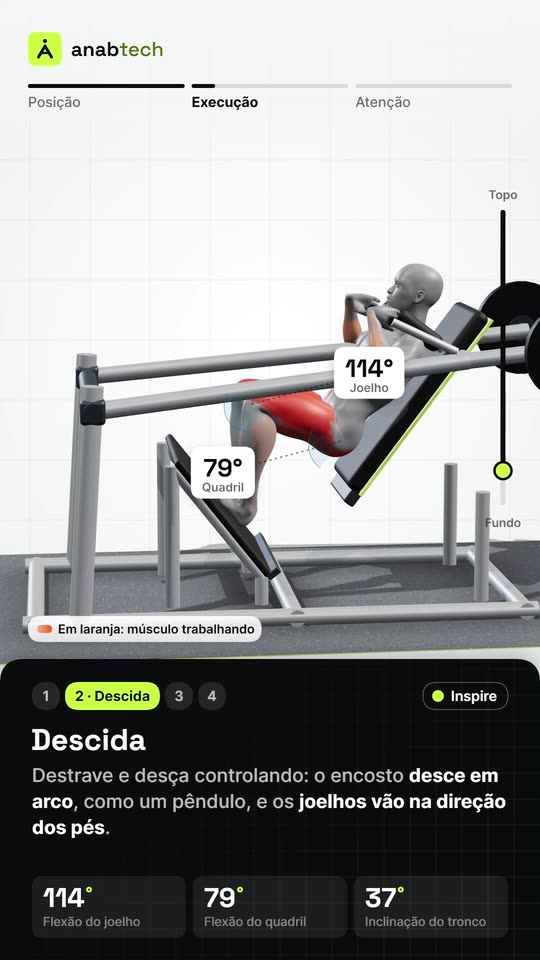 anabtech
Posição
Execução
Atenção
Topo
114°
Joelho
79°
Quadril
Fundo
Em laranja: músculo trabalhando
1
2 · Descida
3
4
Inspire
Descida
Destrave e desça controlando: o encosto desce em
arco, como um pêndulo, e os joelhos vão na direção
dos pés.
114°
Flexão do joelho
79°
Flexão do quadril
37°
Inclinação do tronco